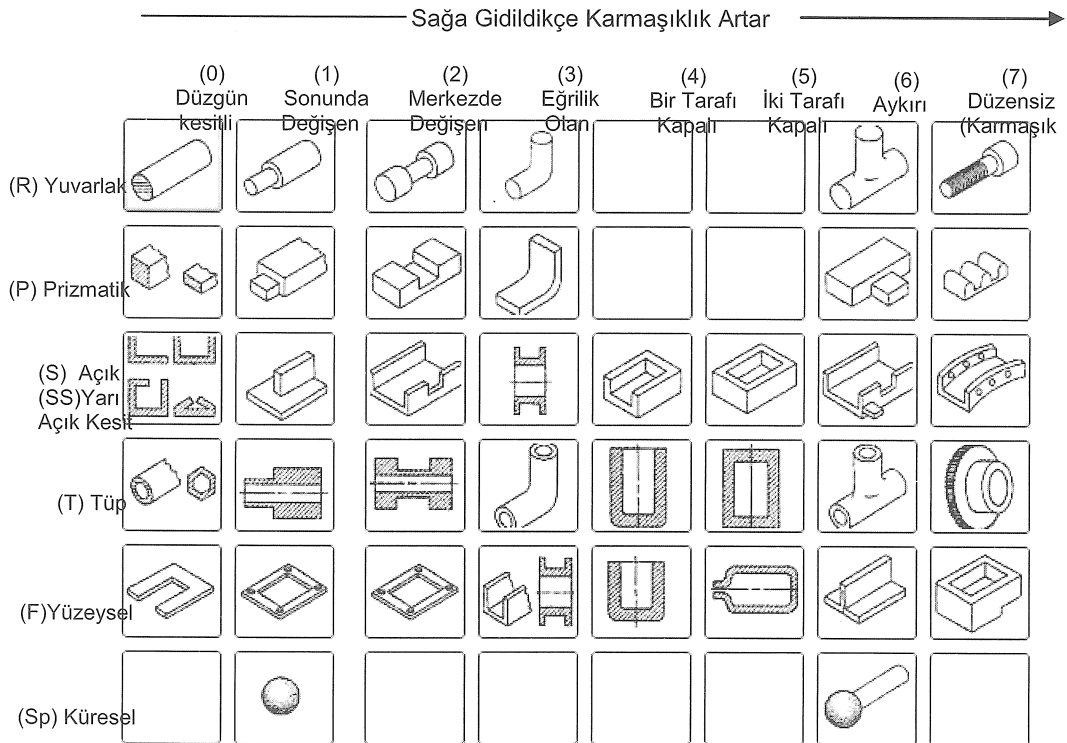 Sağa Gidildikçe Karmaşıklık Artar
(0)
Düzgün
kesitli
(1)
Sonunda
Değişen
(2)
Merkezde
Değişen
(3)
Eğrilik
Olan
(4)
Bir Tarafı
Kapalı
(5)
İki Tarafı
Kapalı
(6)
Aykırı
(7)
Düzensiz
(Karmaşık
(R) Yuvarlak
(P) Prizmatik
(S) Açık
(SS)Yarı
Açık Kesit
(T) Tüp
(F)Yüzeysel
(Sp) Küresel